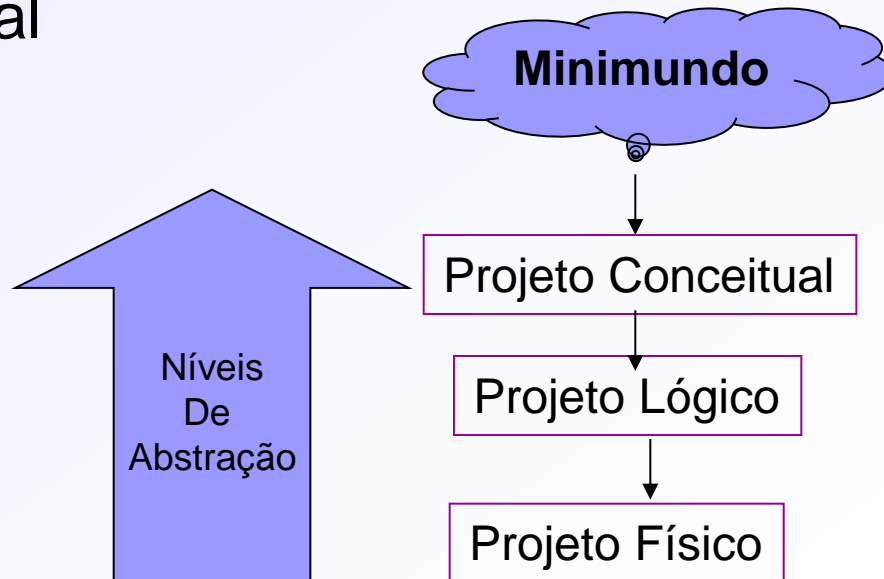 al
Minimundo
Projeto Conceitual
Níveis
De
Abstração
Projeto Lógico
Projeto Físico